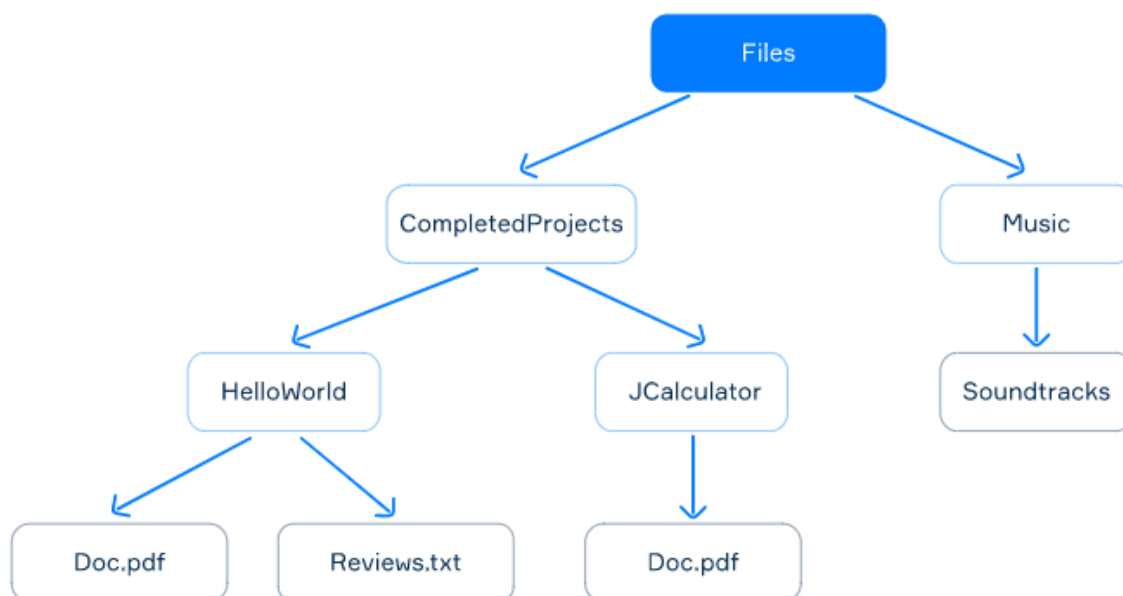 Files
CompletedProjects
Music
HelloWorld
JCalculator
Soundtracks
Doc.pdf
Reviews.txt
Doc.pdf